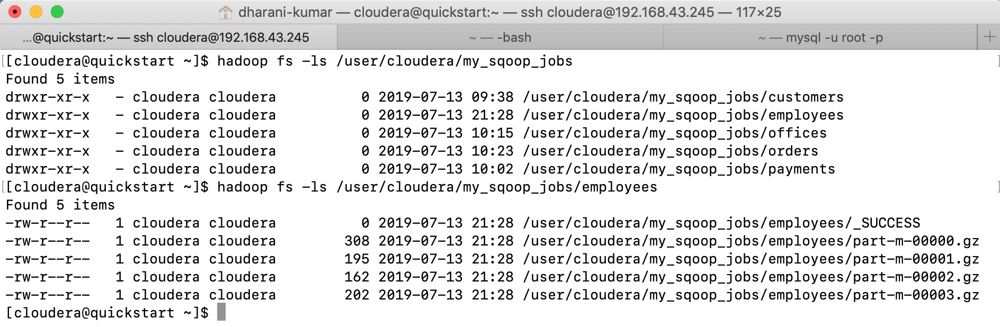 dharani-kumar — cloudera@quickstart:~ — ssh cloudera@192.168.43.245 — 117×25
...@quickstart:~ — ssh cloudera@192.168.43.245
~ — -bash
~ — mysql -u root -p
+
[[cloudera@quickstart ~]$ hadoop fs -ls /user/cloudera/my_sqoop_jobs ]
Found 5 items
drwxr-xr-x   - cloudera cloudera          0 2019-07-13 09:38 /user/cloudera/my_sqoop_jobs/customers
drwxr-xr-x   - cloudera cloudera          0 2019-07-13 21:28 /user/cloudera/my_sqoop_jobs/employees
drwxr-xr-x   - cloudera cloudera          0 2019-07-13 10:15 /user/cloudera/my_sqoop_jobs/offices
drwxr-xr-x   - cloudera cloudera          0 2019-07-13 10:23 /user/cloudera/my_sqoop_jobs/orders
drwxr-xr-x   - cloudera cloudera          0 2019-07-13 10:02 /user/cloudera/my_sqoop_jobs/payments
[[cloudera@quickstart ~]$ hadoop fs -ls /user/cloudera/my_sqoop_jobs/employees ]
Found 5 items
-rw-r--r--   1 cloudera cloudera          0 2019-07-13 21:28 /user/cloudera/my_sqoop_jobs/employees/_SUCCESS
-rw-r--r--   1 cloudera cloudera        308 2019-07-13 21:28 /user/cloudera/my_sqoop_jobs/employees/part-m-00000.gz
-rw-r--r--   1 cloudera cloudera        195 2019-07-13 21:28 /user/cloudera/my_sqoop_jobs/employees/part-m-00001.gz
-rw-r--r--   1 cloudera cloudera        162 2019-07-13 21:28 /user/cloudera/my_sqoop_jobs/employees/part-m-00002.gz
-rw-r--r--   1 cloudera cloudera        202 2019-07-13 21:28 /user/cloudera/my_sqoop_jobs/employees/part-m-00003.gz
[cloudera@quickstart ~]$